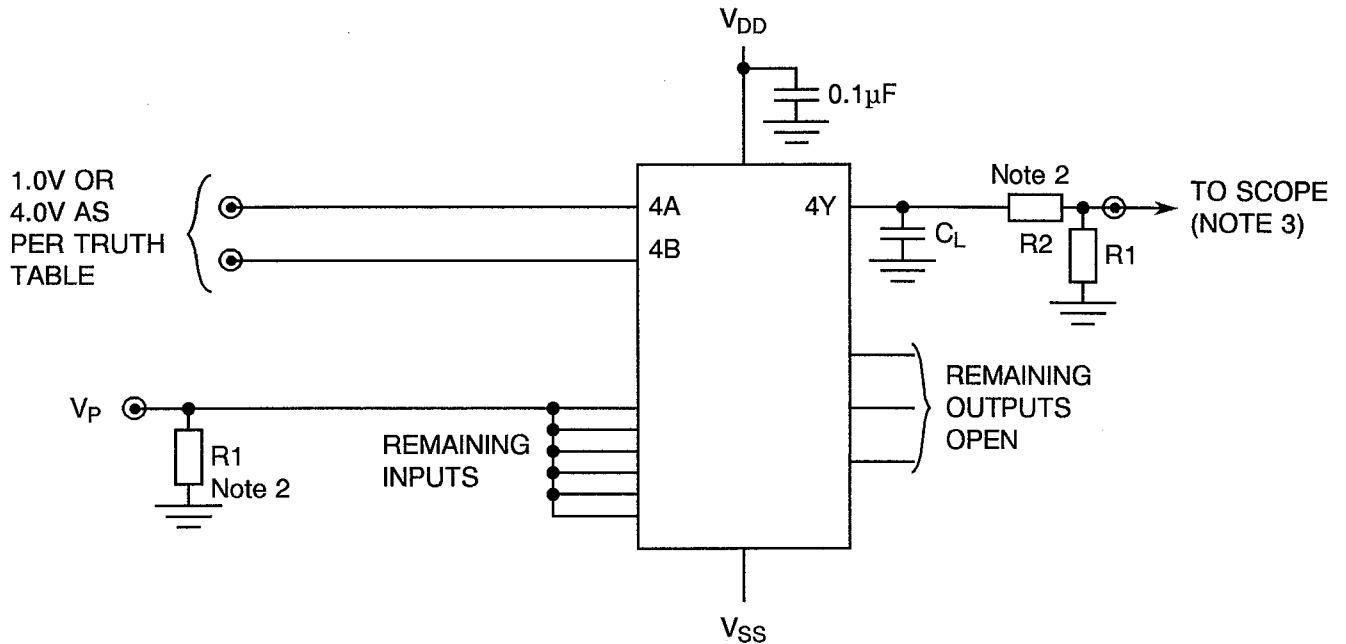 VDD
0.1µF
1.0V OR
4.0V AS
PER TRUTH
TABLE
4A
4B
4Y
CL
Note 2
R2
R1
TO SCOPE
(NOTE 3)
VP
R1
Note 2
REMAINING
INPUTS
REMAINING
OUTPUTS
OPEN
VSS